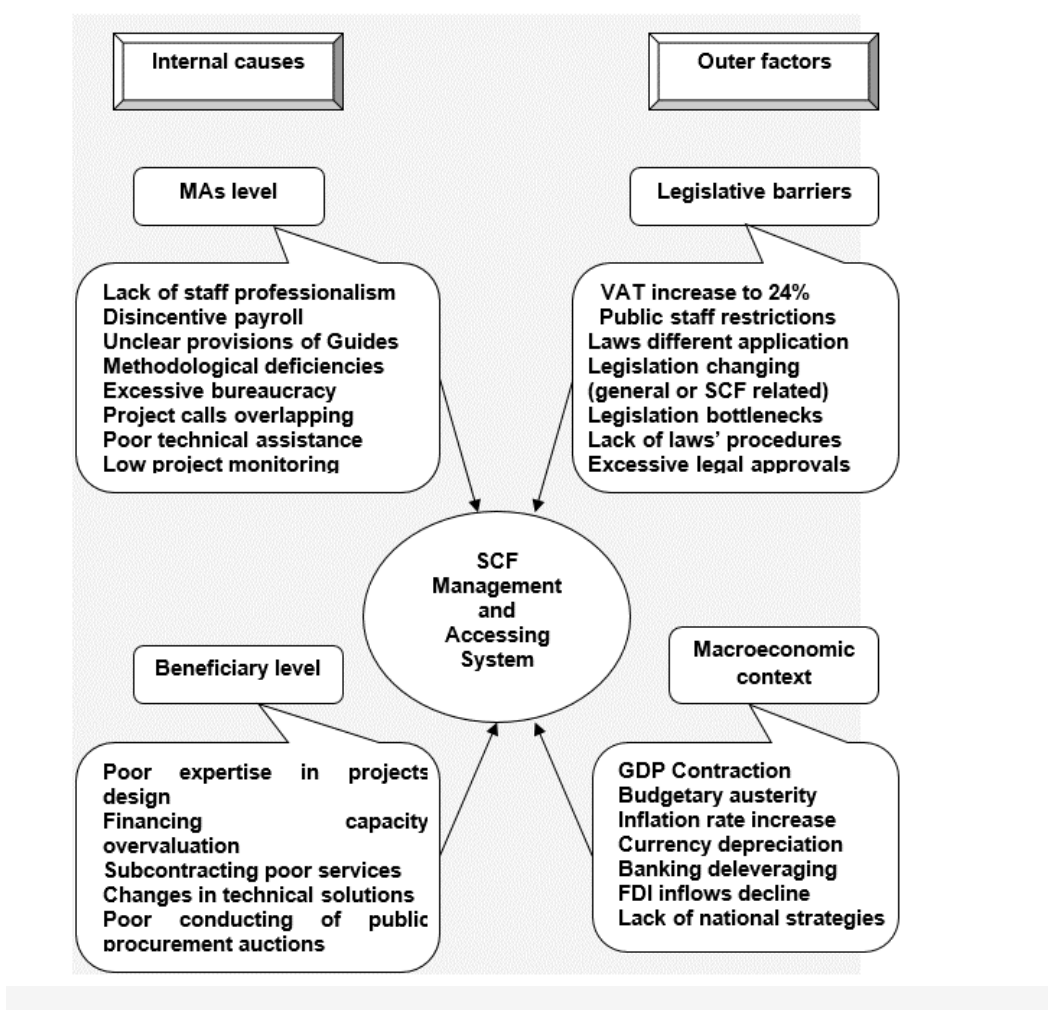 Internal causes
Outer factors
MAs level
Legislative barriers
Lack of staff professionalism
Disincentive payroll
Unclear provisions of Guides
Methodological deficiencies
Excessive bureaucracy
Project calls overlapping
Poor technical assistance
Low project monitoring
VAT increase to 24%
Public staff restrictions
Laws different application
Legislation changing
(general or SCF related)
Legislation bottlenecks
Lack of laws' procedures
Excessive legal approvals
SCF
Management
and
Accessing
System
Beneficiary level
Macroeconomic
context
Poor expertise in projects
design
Financing capacity
overvaluation
Subcontracting poor services
Changes in technical solutions
Poor conducting of public
procurement auctions
GDP Contraction
Budgetary austerity
Inflation rate increase
Currency depreciation
Banking deleveraging
FDI inflows decline
Lack of national strategies